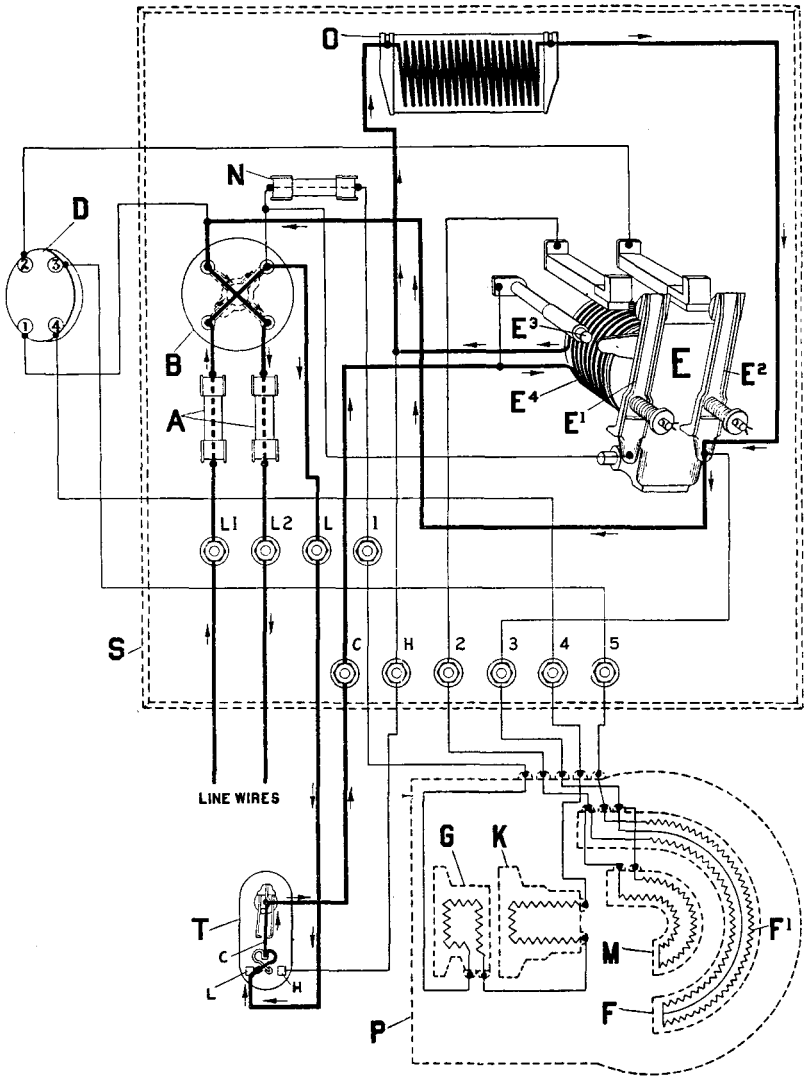 O
N
D
2 3
1 4
B
A
E³
E
E²
E⁴
E¹
L1 L2 L 1
S
C H 2 3 4 5
LINE WIRES
G K
T
C
L H
M
F¹
F
P